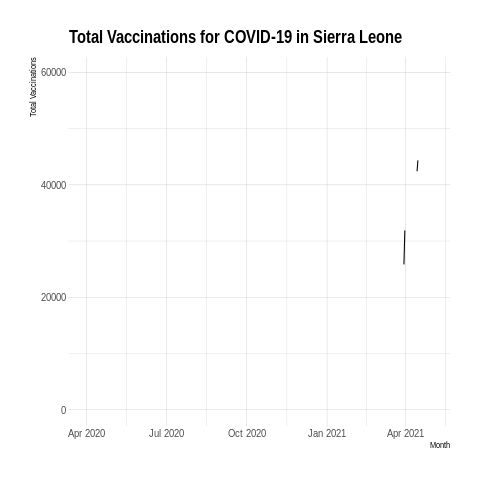 Total Vaccinations for COVID-19 in Sierra Leone
Total Vaccinations
60000
40000
20000
0
Apr 2020 Jul 2020 Oct 2020 Jan 2021 Apr 2021
Month